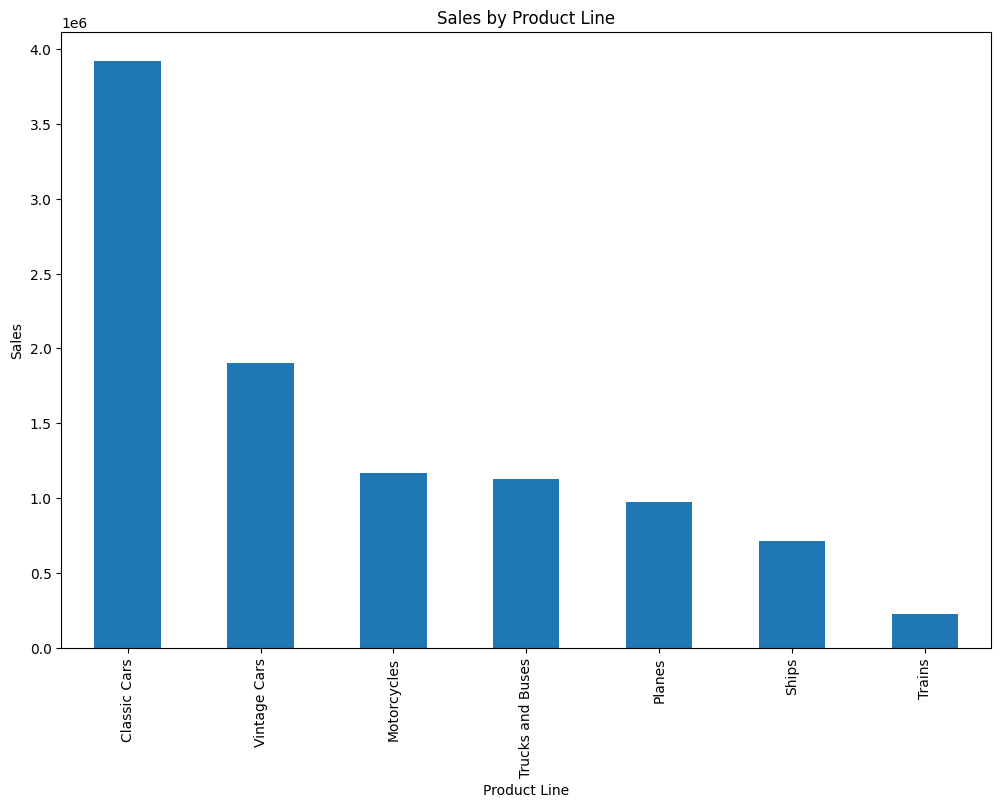 Sales by Product Line
1e6
4.0
3.5
3.0
2.5
2.0
1.5
1.0
0.5
0.0
Sales
Classic Cars
Vintage Cars
Motorcycles
Trucks and Buses
Planes
Ships
Trains
Product Line